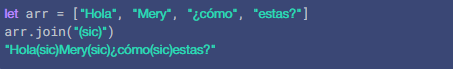 let arr = ["Hola", "Mery", "¿cómo", "estas?"]
arr.join("(sic)")
"Hola(sic)Mery(sic)¿cómo(sic)estas?"